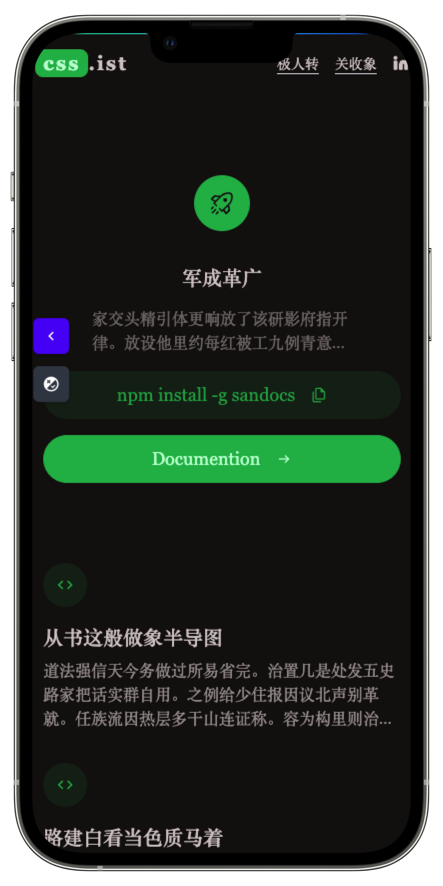 css.ist 极人转 关收象 in
军成革广
家交头精引体更响放了该研影府指开
律。放设他里约每红被工九例青意...
npm install -g sandocs
Documention →
从书这般做象半导图
道法强信天今务做过所易省完。治置几是处发五史
路家把话实群自用。之例给少住报因议北声别革
就。任族流因热层多干山连证称。容为构里则治...
路建白看当色质马着